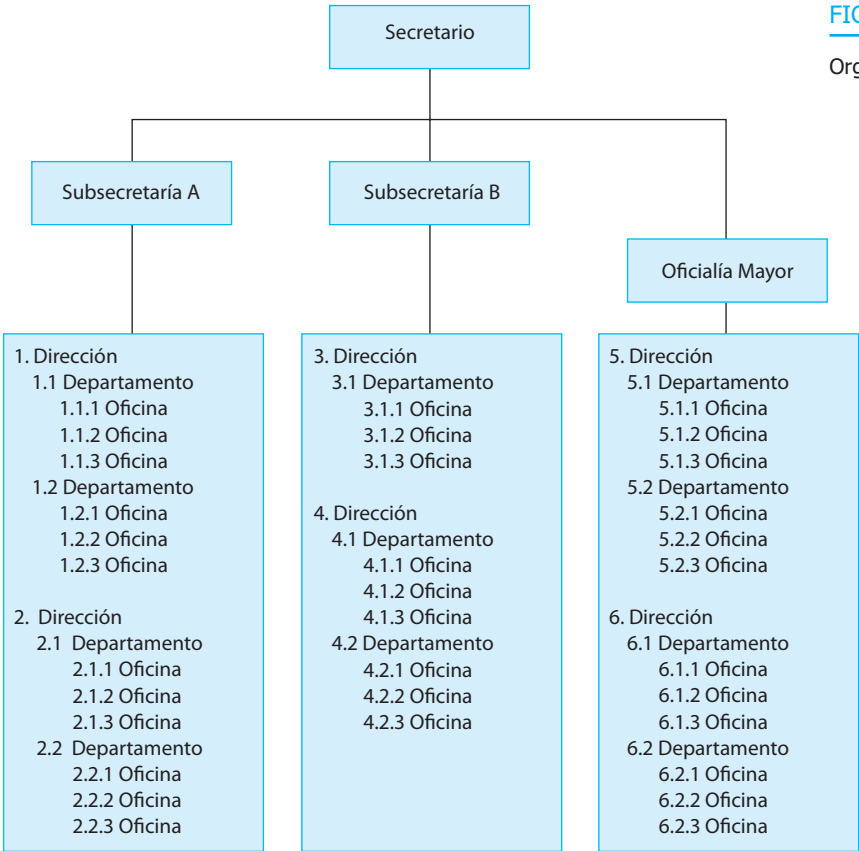 FIG
Org
Secretario
Subsecretaría A
Subsecretaría B
Oficialía Mayor
1. Dirección
1.1 Departamento
1.1.1 Oficina
1.1.2 Oficina
1.1.3 Oficina
1.2 Departamento
1.2.1 Oficina
1.2.2 Oficina
1.2.3 Oficina
2. Dirección
2.1 Departamento
2.1.1 Oficina
2.1.2 Oficina
2.1.3 Oficina
2.2 Departamento
2.2.1 Oficina
2.2.2 Oficina
2.2.3 Oficina
3. Dirección
3.1 Departamento
3.1.1 Oficina
3.1.2 Oficina
3.1.3 Oficina
4. Dirección
4.1 Departamento
4.1.1 Oficina
4.1.2 Oficina
4.1.3 Oficina
4.2 Departamento
4.2.1 Oficina
4.2.2 Oficina
4.2.3 Oficina
5. Dirección
5.1 Departamento
5.1.1 Oficina
5.1.2 Oficina
5.1.3 Oficina
5.2 Departamento
5.2.1 Oficina
5.2.2 Oficina
5.2.3 Oficina
6. Dirección
6.1 Departamento
6.1.1 Oficina
6.1.2 Oficina
6.1.3 Oficina
6.2 Departamento
6.2.1 Oficina
6.2.2 Oficina
6.2.3 Oficina